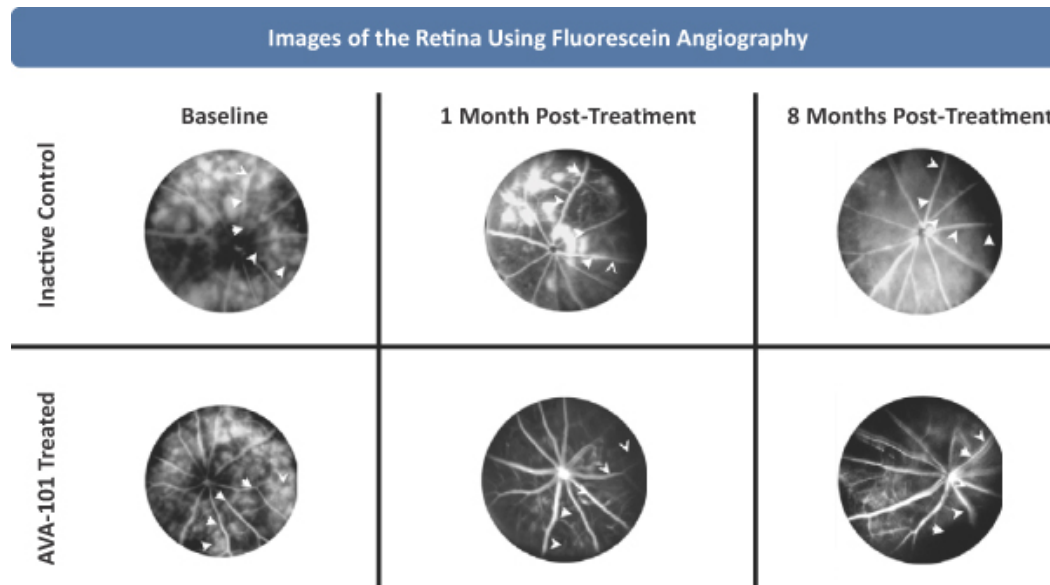 Images of the Retina Using Fluorescein Angiography
Baseline
1 Month Post-Treatment
8 Months Post-Treatment
Inactive Control
AVA-101 Treated